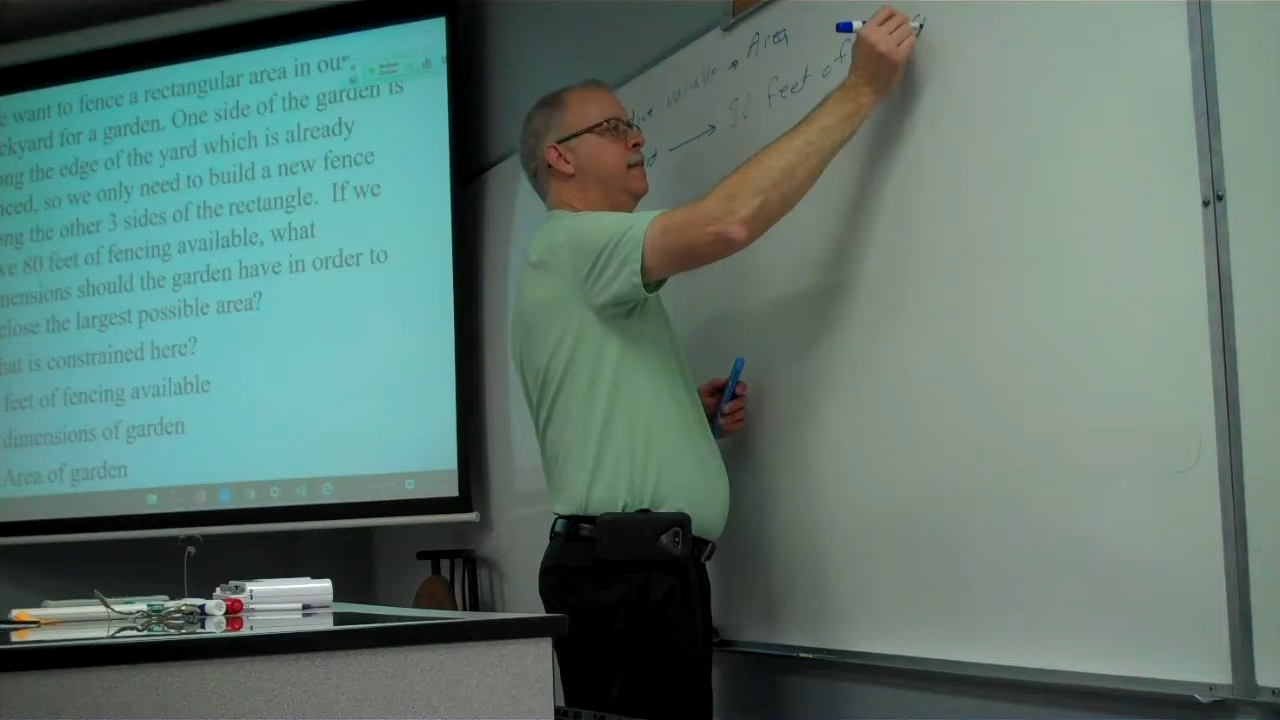 want to fence a rectangular area in our
ckyard for a garden. One side of the garden is
ong the edge of the yard which is already
nced, so we only need to build a new fence
ong the other 3 sides of the rectangle. If we
ve 80 feet of fencing available, what
mensions should the garden have in order to
close the largest possible area?
hat is constrained here?
feet of fencing available
dimensions of garden
Area of garden
variable → Area
d → 80 feet of